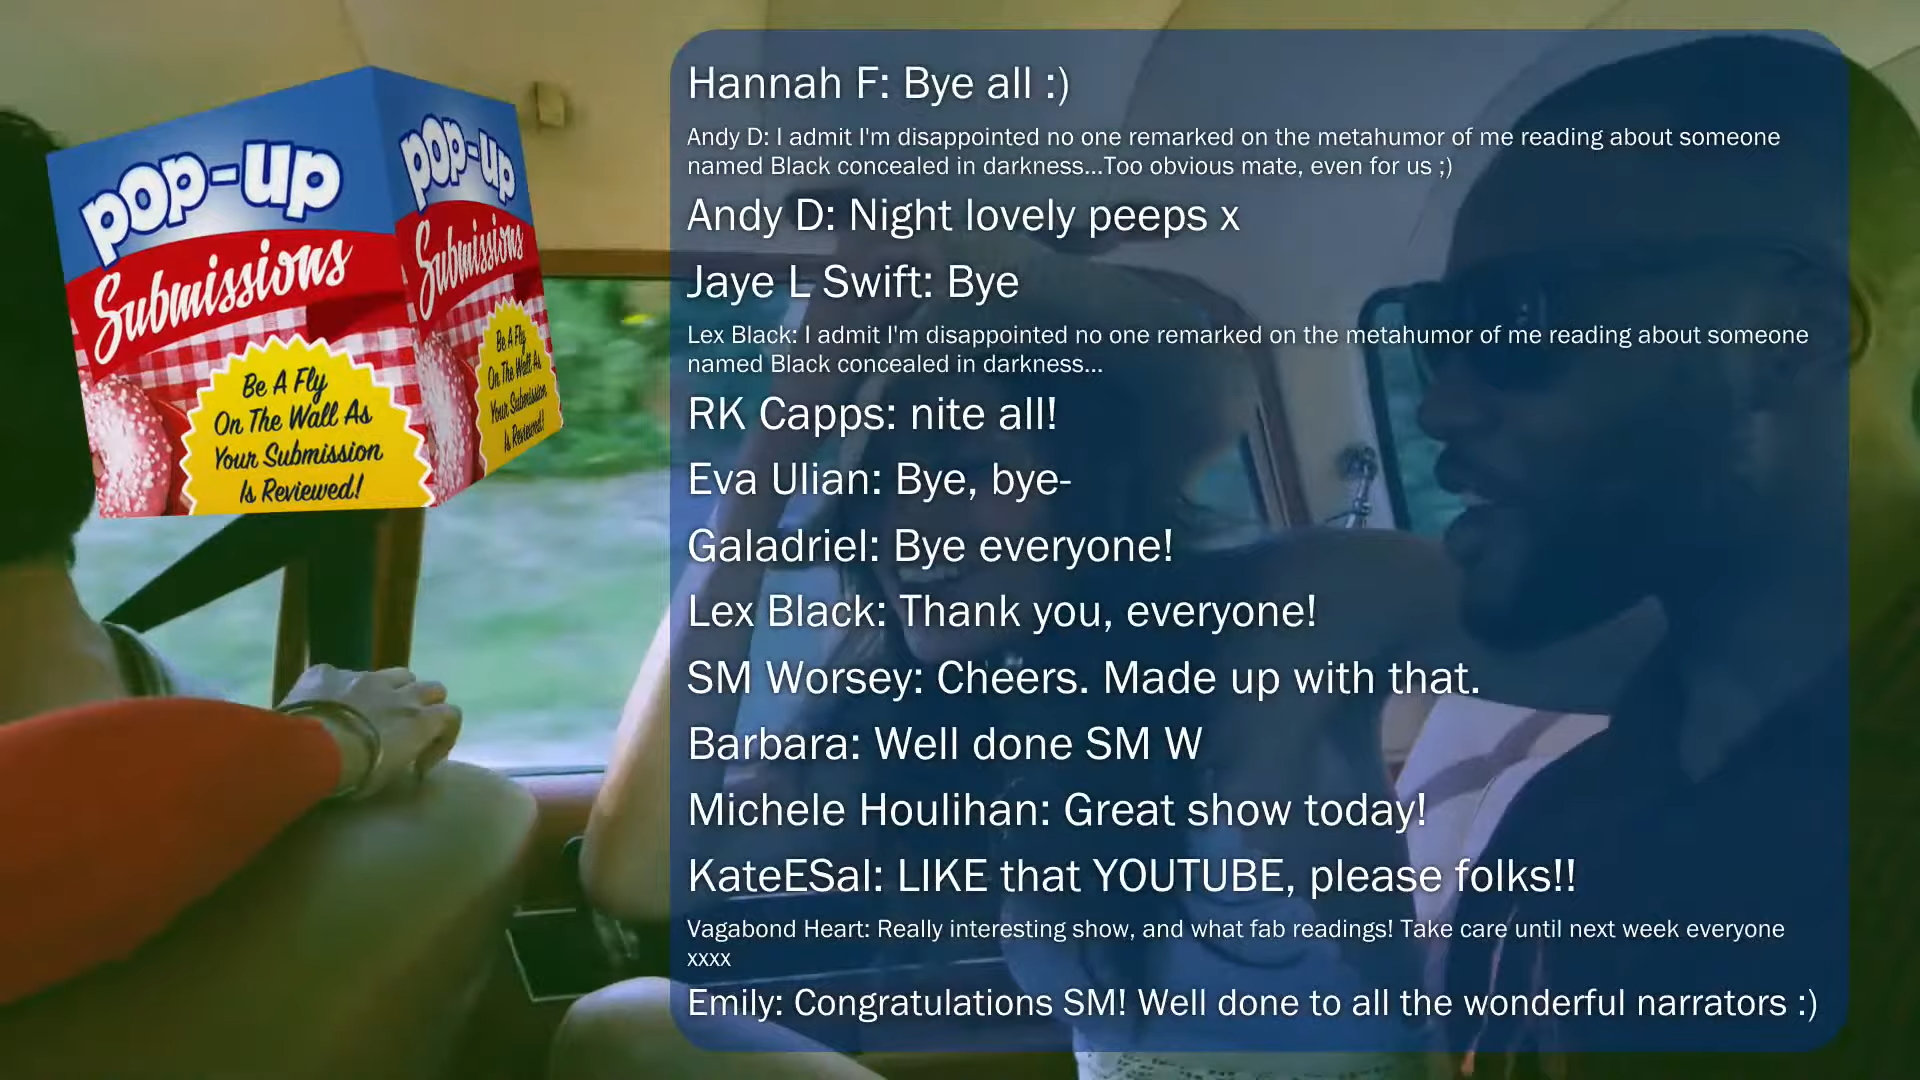 pop-up
Submissions
Be A Fly
On The Wall As
Your Submission
Is Reviewed!
pop-up
Submissions
Be A Fly
On The Wall As
Your Submission
Is Reviewed!
Hannah F: Bye all :)
Andy D: I admit I'm disappointed no one remarked on the metahumor of me reading about someone
named Black concealed in darkness...Too obvious mate, even for us ;)
Andy D: Night lovely peeps x
Jaye L Swift: Bye
Lex Black: I admit I'm disappointed no one remarked on the metahumor of me reading about someone
named Black concealed in darkness...
RK Capps: nite all!
Eva Ulian: Bye, bye-
Galadriel: Bye everyone!
Lex Black: Thank you, everyone!
SM Worsey: Cheers. Made up with that.
Barbara: Well done SM W
Michele Houlihan: Great show today!
KateESal: LIKE that YOUTUBE, please folks!!
Vagabond Heart: Really interesting show, and what fab readings! Take care until next week everyone
xxxx
Emily: Congratulations SM! Well done to all the wonderful narrators :)